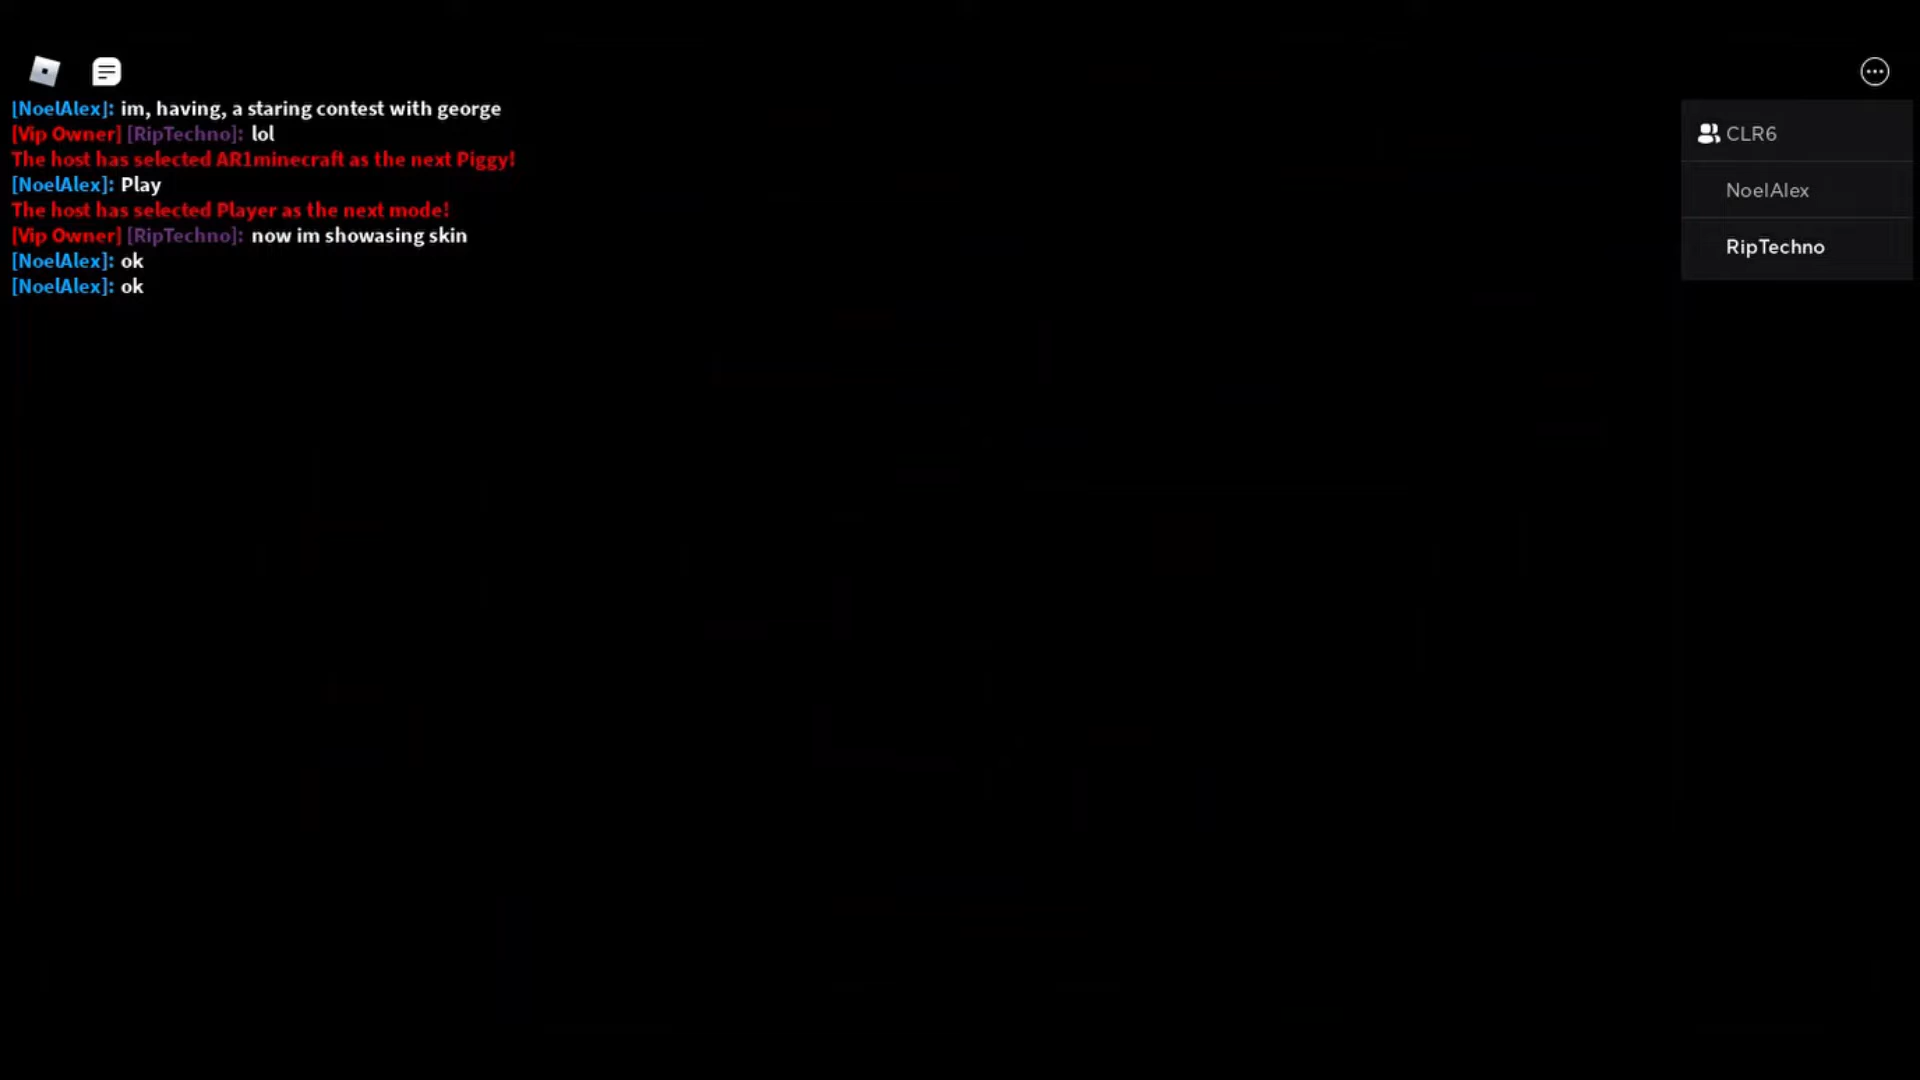 [NoelAlex]: im, having, a staring contest with george
[Vip Owner] [RipTechno]: lol
The host has selected AR1minecraft as the next Piggy!
[NoelAlex]: Play
The host has selected Player as the next mode!
[Vip Owner] [RipTechno]: now im showasing skin
[NoelAlex]: ok
[NoelAlex]: ok
CLR6
NoelAlex
RipTechno